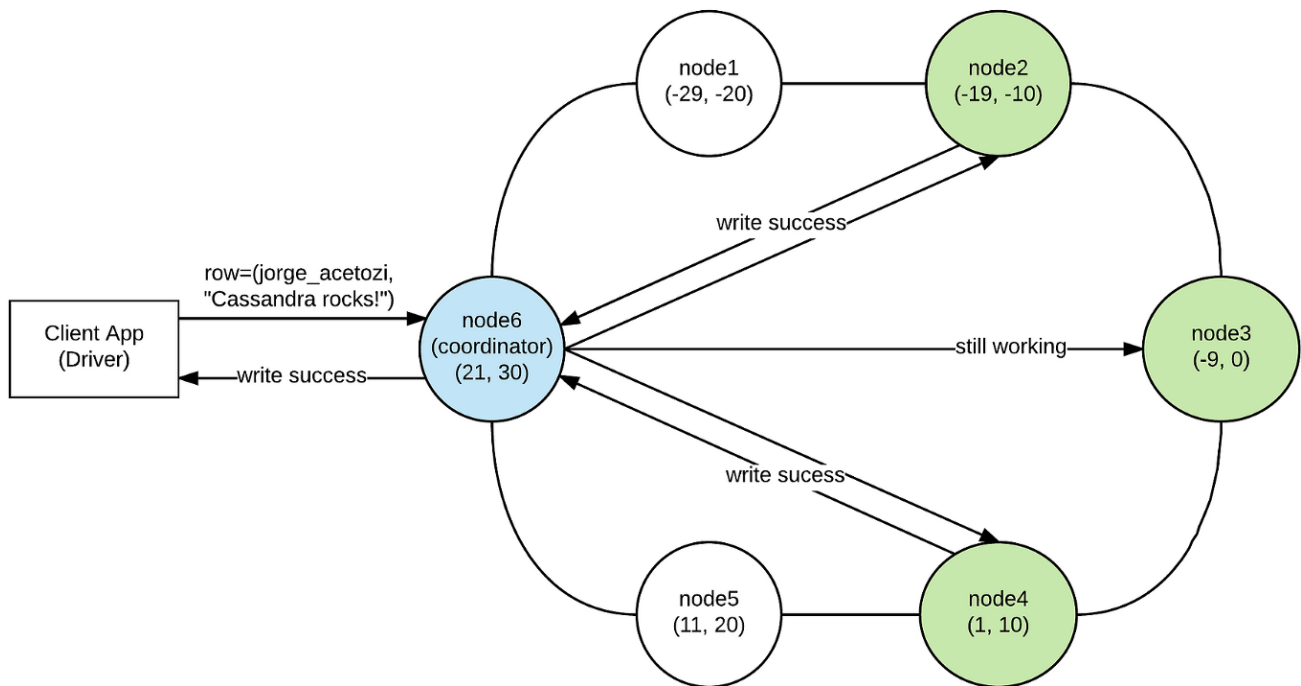 node1
(-29, -20)
node2
(-19, -10)
write success
row=(jorge_acetozi,
"Cassandra rocks!")
Client App
(Driver)
write success
node6
(coordinator)
(21, 30)
still working
node3
(-9, 0)
write sucess
node5
(11, 20)
node4
(1, 10)